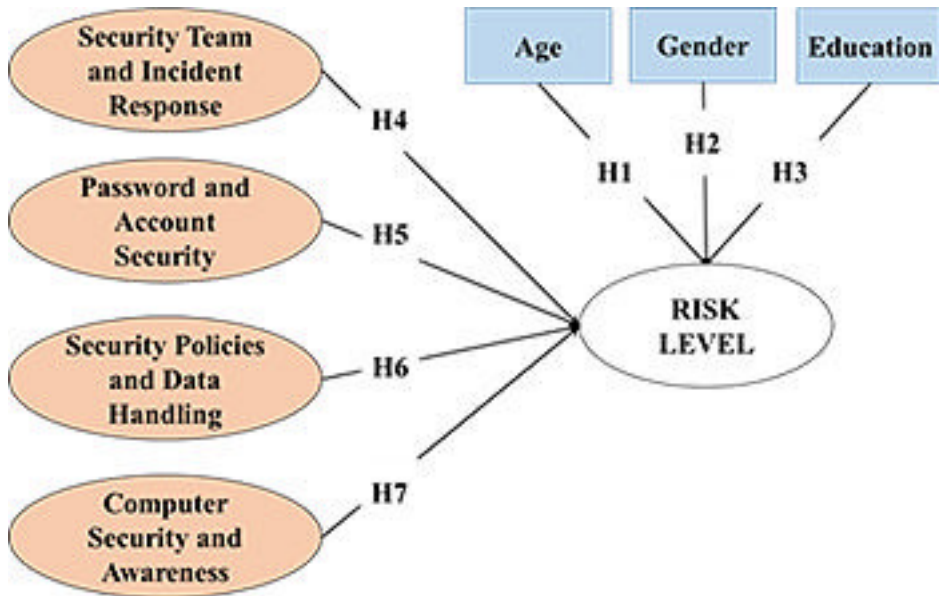 Security Team
and Incident
Response
Age
Gender
Education
H4
H2
H1
H3
Password and
Account
Security
H5
RISK
LEVEL
Security Policies
and Data
Handling
H6
H7
Computer
Security and
Awareness